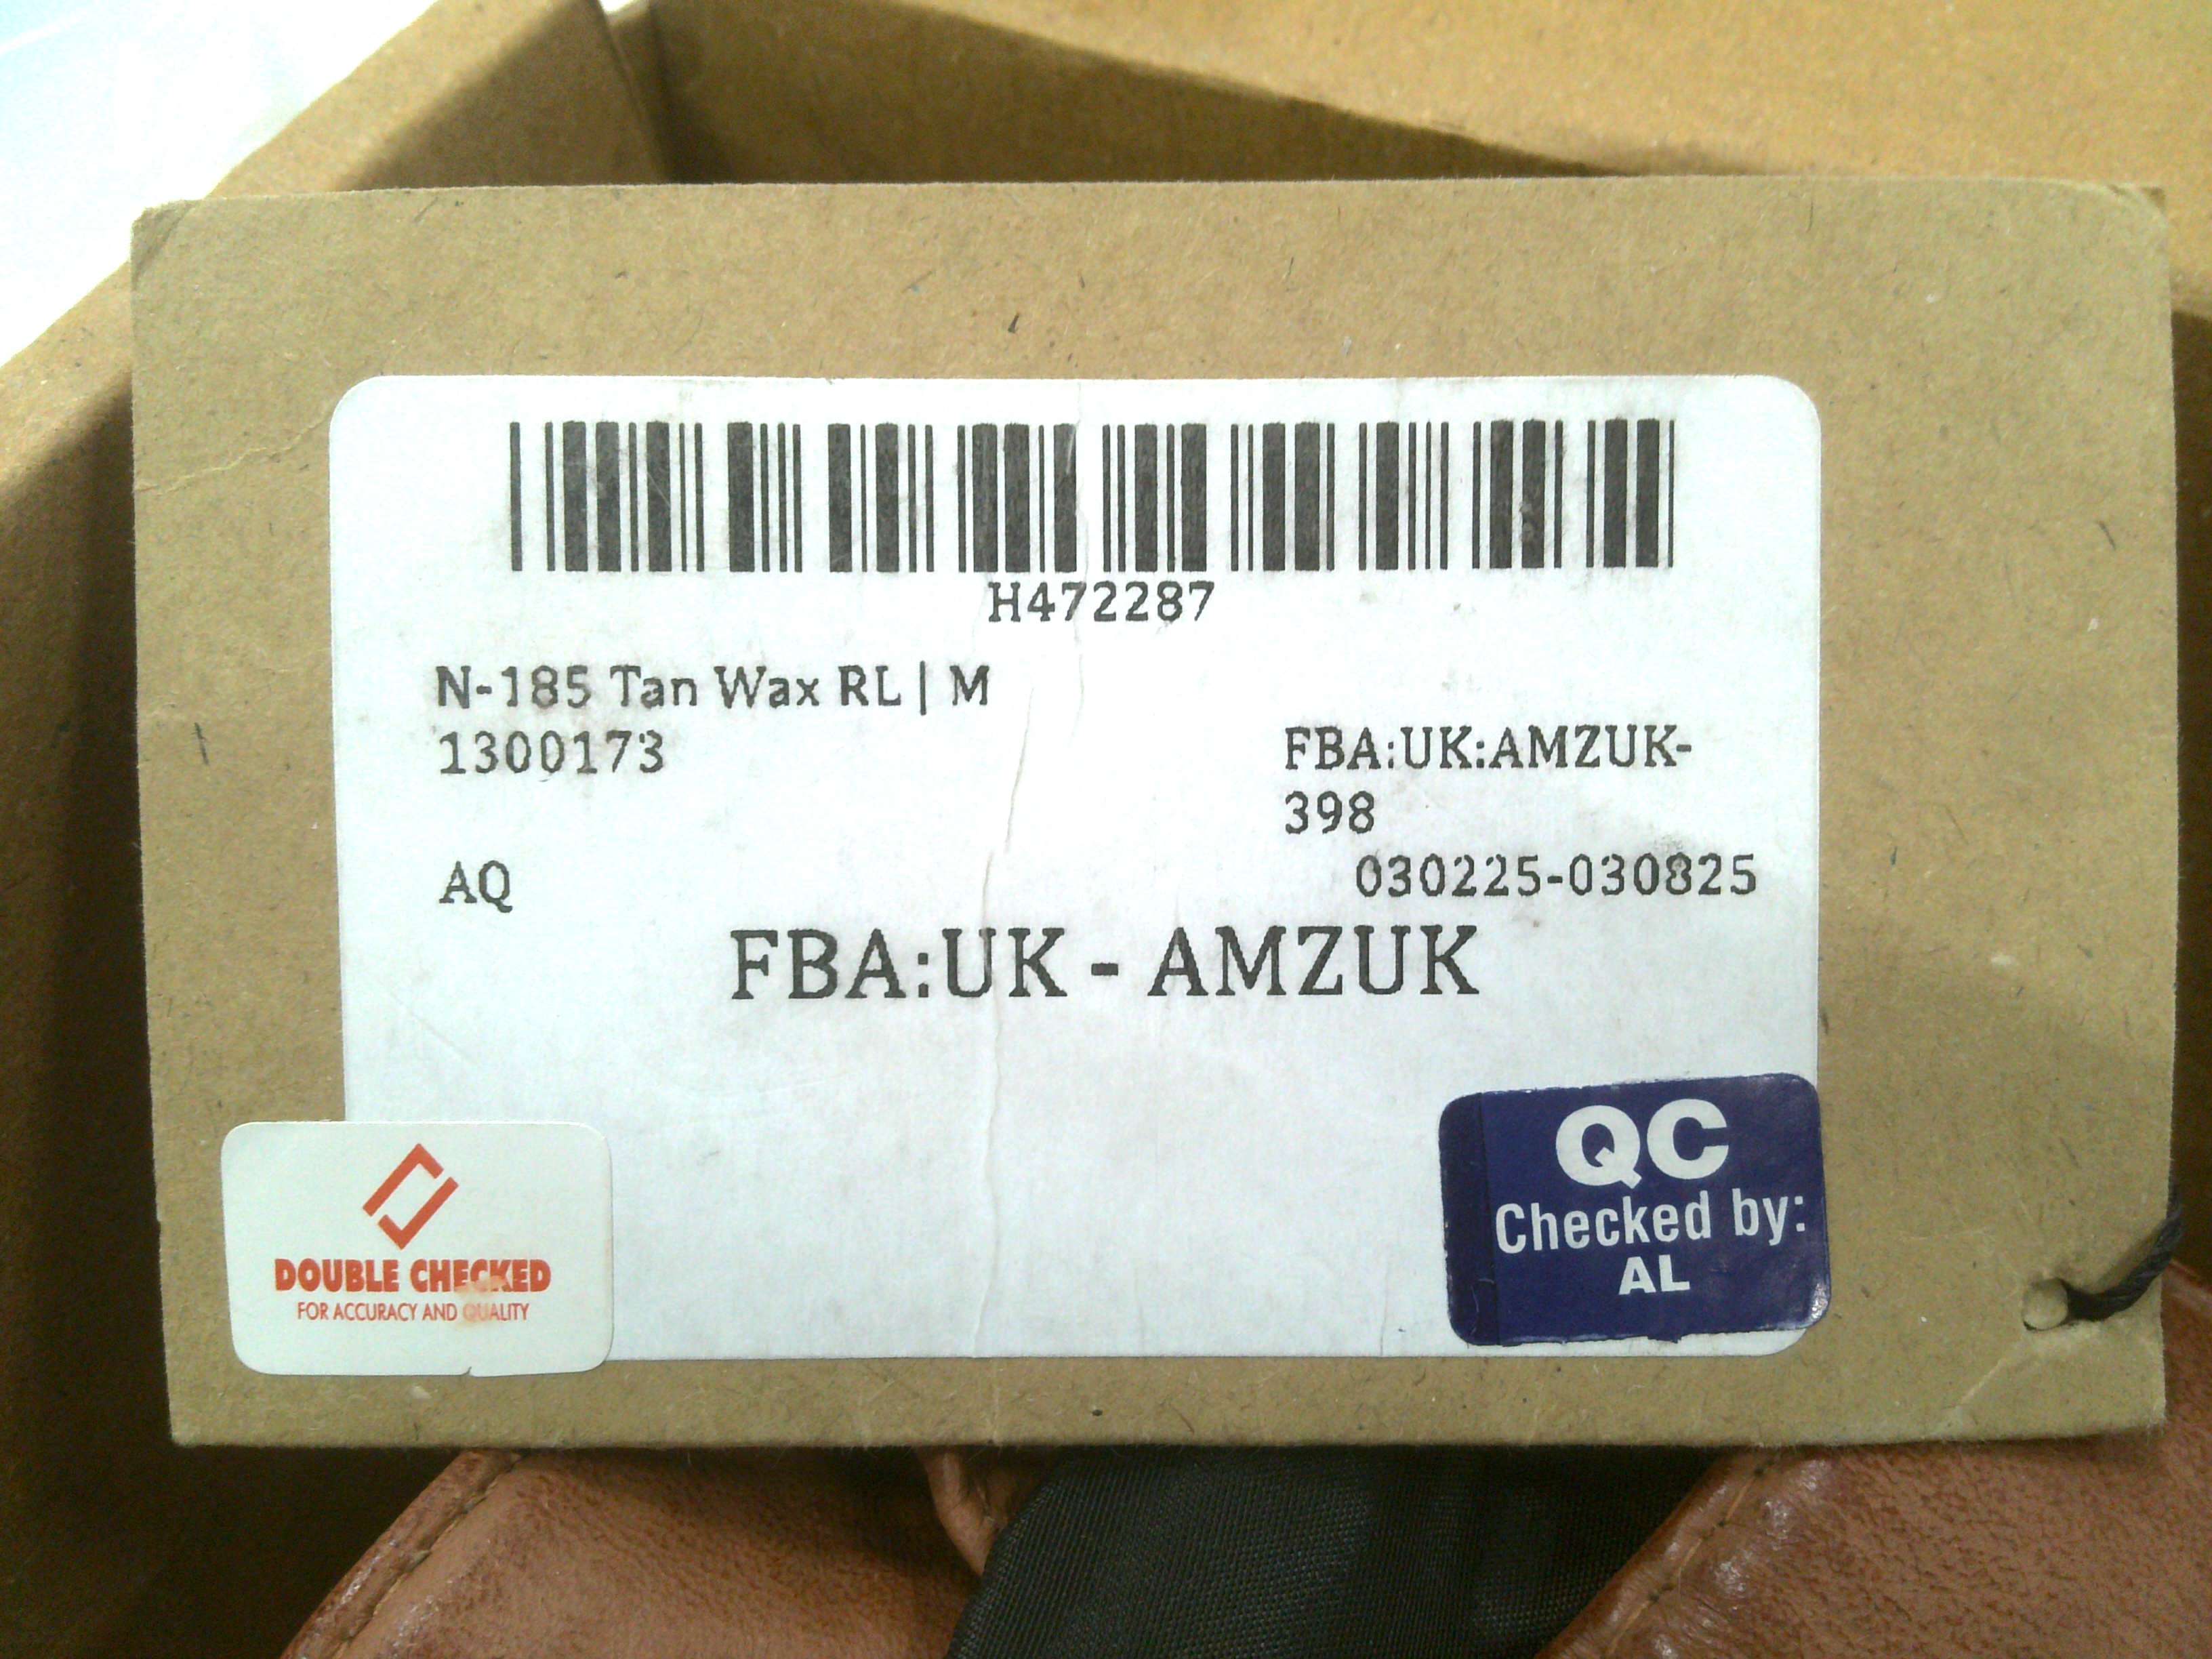 H472287
N-185 Tan Wax RL | M
1300173
FBA:UK:AMZUK-
398
AQ
030225-030825
FBA:UK - AMZUK
DOUBLE CHECKED
FOR ACCURACY AND QUALITY
QC
Checked by:
AL